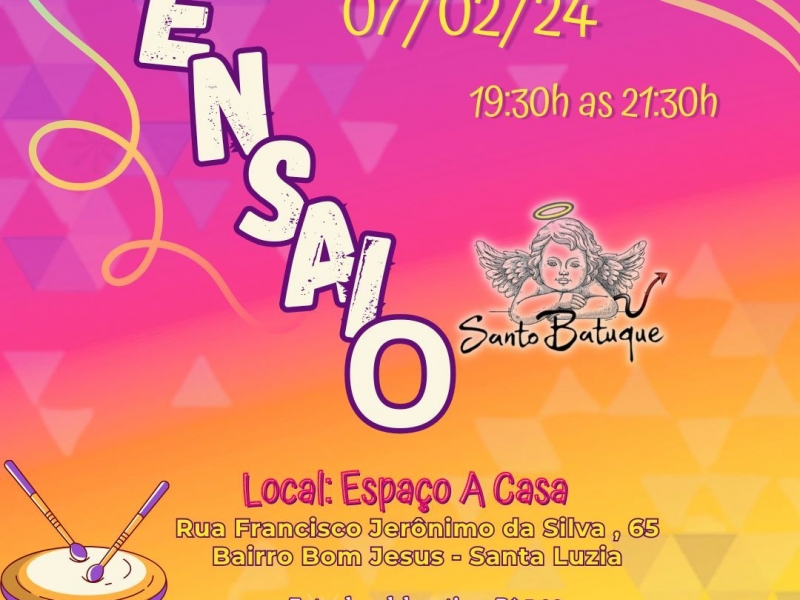 07/02/24
ENSAIO
19:30h as 21:30h
Santo Batuque
Local: Espaço A Casa
Rua Francisco Jerônimo da Silva , 65
Bairro Bom Jesus - Santa Luzia